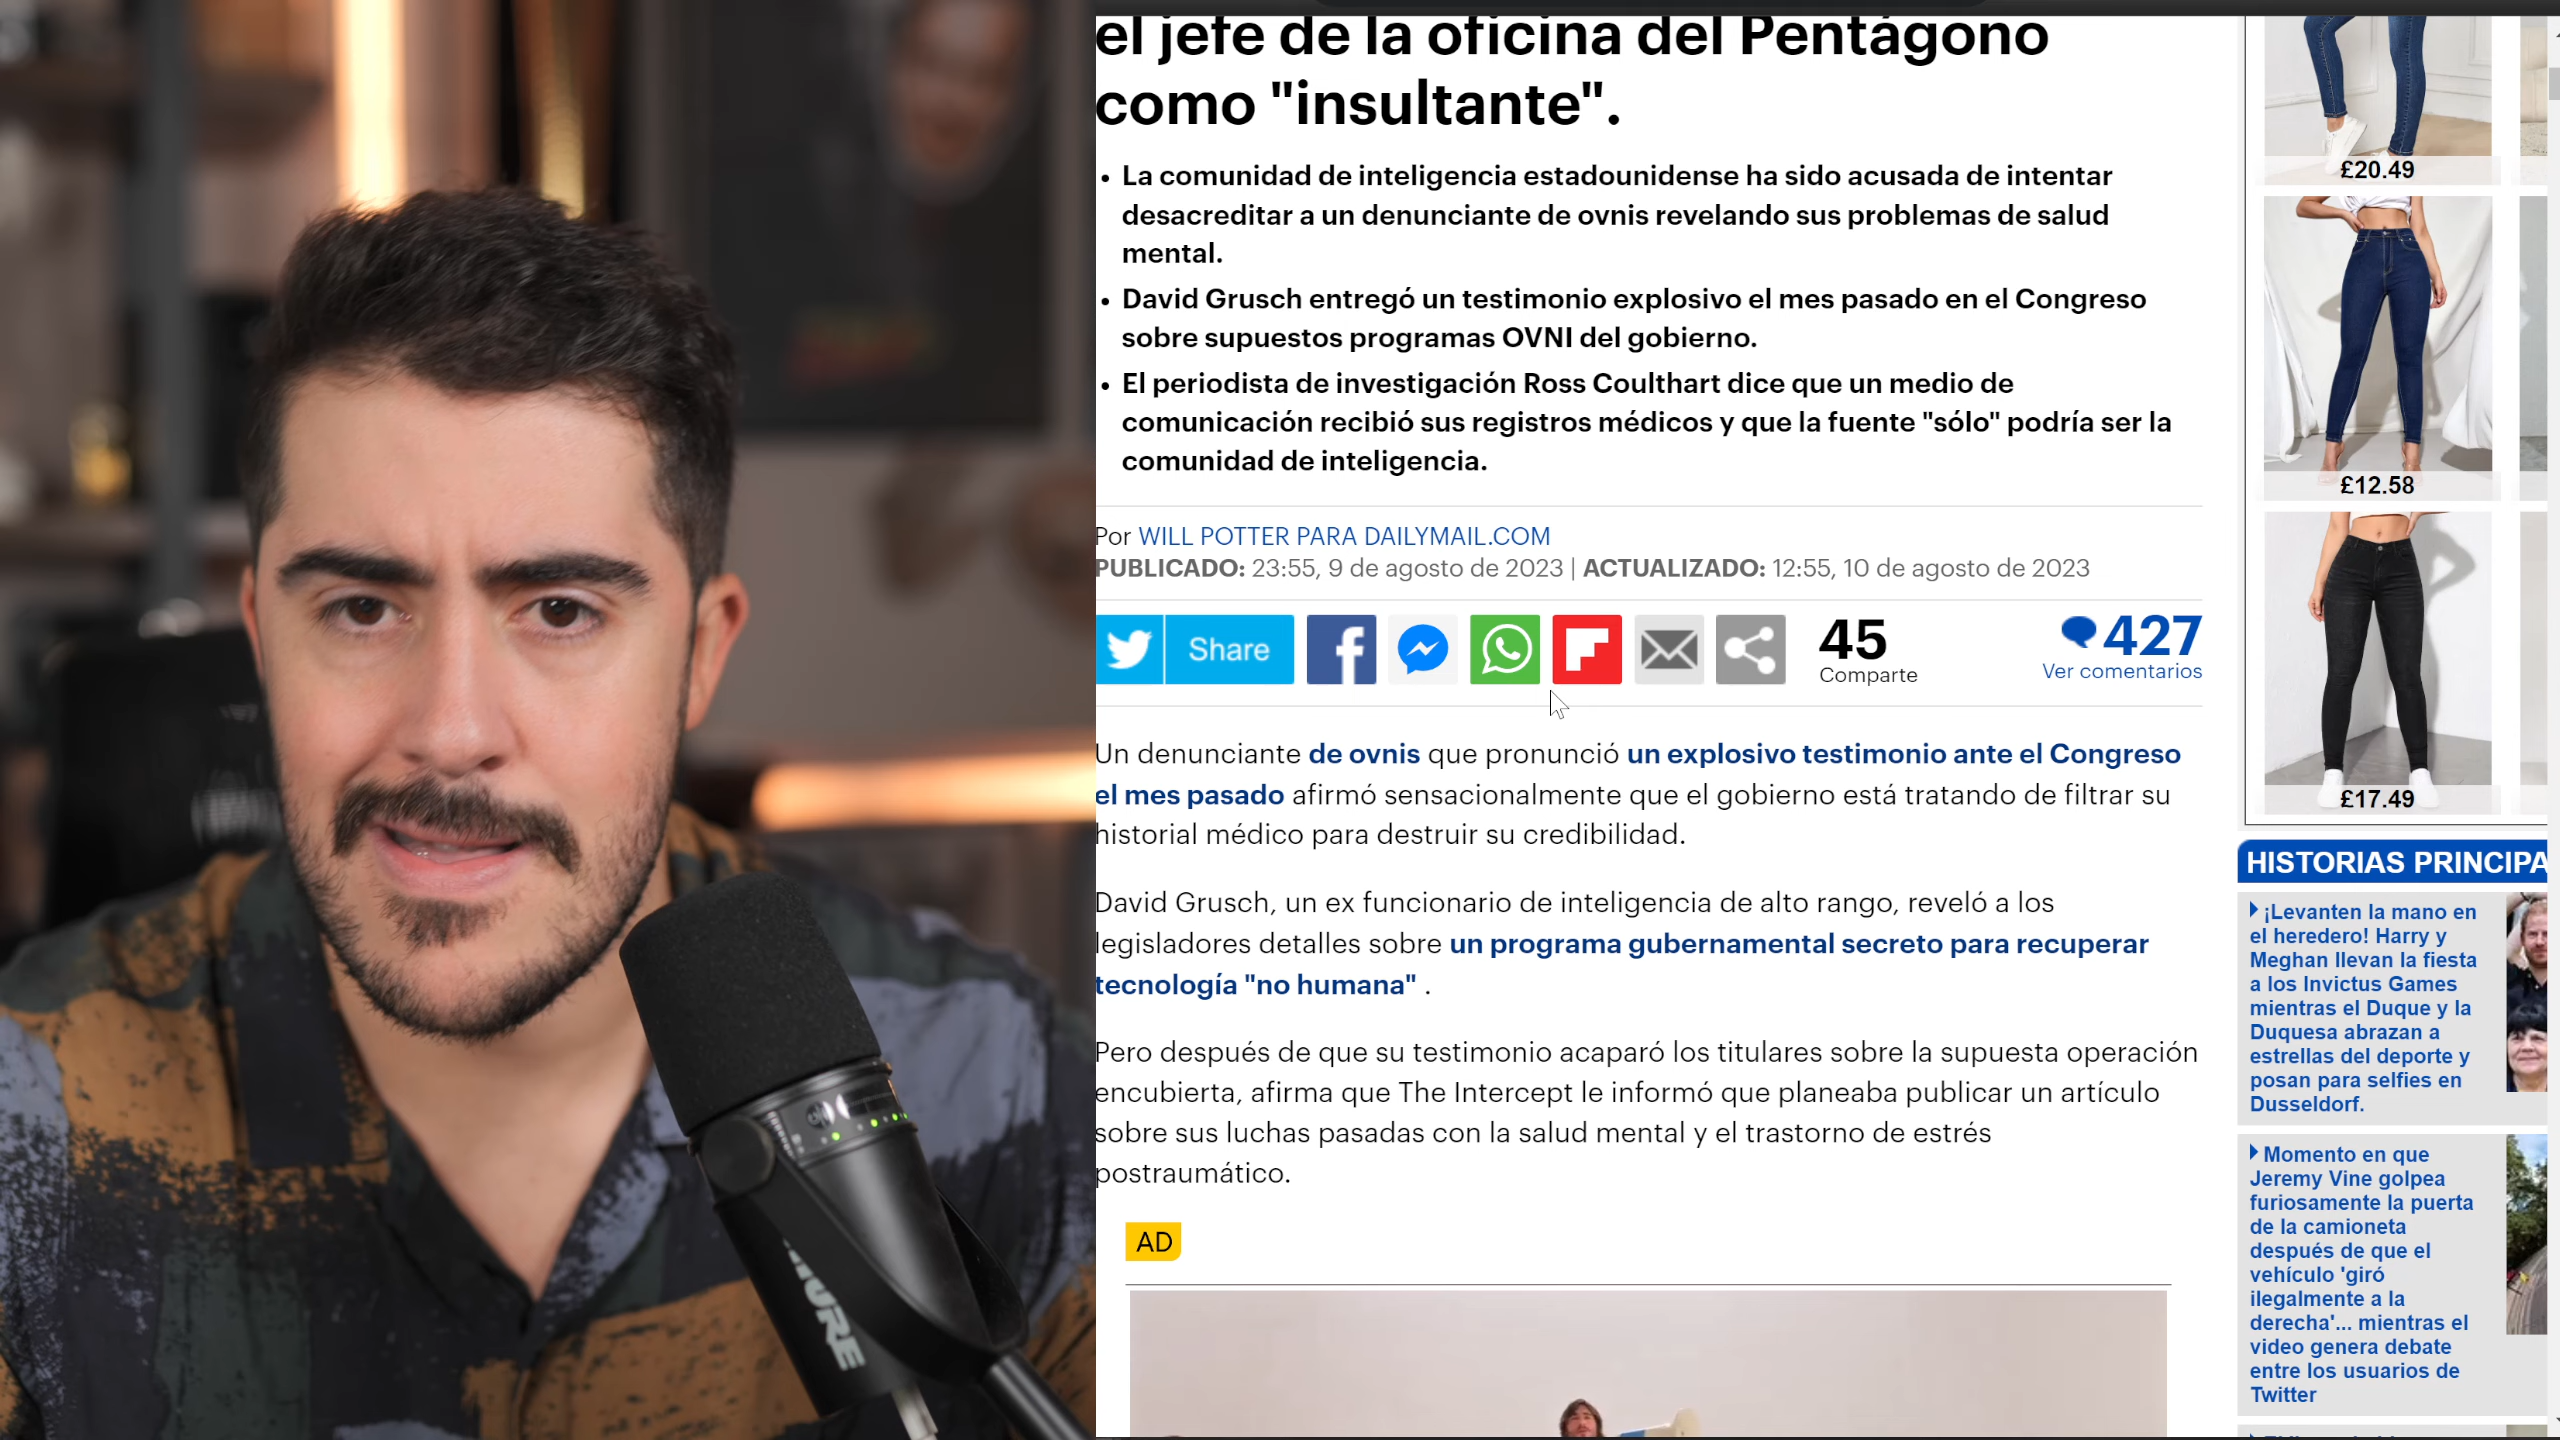 el jefe de la oficina del Pentágono
como "insultante".
• La comunidad de inteligencia estadounidense ha sido acusada de intentar
desacreditar a un denunciante de ovnis revelando sus problemas de salud
mental.
• David Grusch entregó un testimonio explosivo el mes pasado en el Congreso
sobre supuestos programas OVNI del gobierno.
• El periodista de investigación Ross Coulthart dice que un medio de
comunicación recibió sus registros médicos y que la fuente "sólo" podría ser la
comunidad de inteligencia.
Por WILL POTTER PARA DAILYMAIL.COM
PUBLICADO: 23:55, 9 de agosto de 2023 | ACTUALIZADO: 12:55, 10 de agosto de 2023
Share
45
Comparte
427
Ver comentarios
Un denunciante de ovnis que pronunció un explosivo testimonio ante el Congreso
el mes pasado afirmó sensacionalmente que el gobierno está tratando de filtrar su
historial médico para destruir su credibilidad.
David Grusch, un ex funcionario de inteligencia de alto rango, reveló a los
legisladores detalles sobre un programa gubernamental secreto para recuperar
tecnología "no humana" .
Pero después de que su testimonio acaparó los titulares sobre la supuesta operación
encubierta, afirma que The Intercept le informó que planeaba publicar un artículo
sobre sus luchas pasadas con la salud mental y el trastorno de estrés
postraumático.
AD
£20.49
£12.58
£17.49
HISTORIAS PRINCIPA
¡Levanten la mano en
el heredero! Harry y
Meghan llevan la fiesta
a los Invictus Games
mientras el Duque y la
Duquesa abrazan a
estrellas del deporte y
posan para selfies en
Dusseldorf.
Momento en que
Jeremy Vine golpea
furiosamente la puerta
de la camioneta
después de que el
vehículo 'giró
ilegalmente a la
derecha'... mientras el
video genera debate
entre los usuarios de
Twitter
SHURE